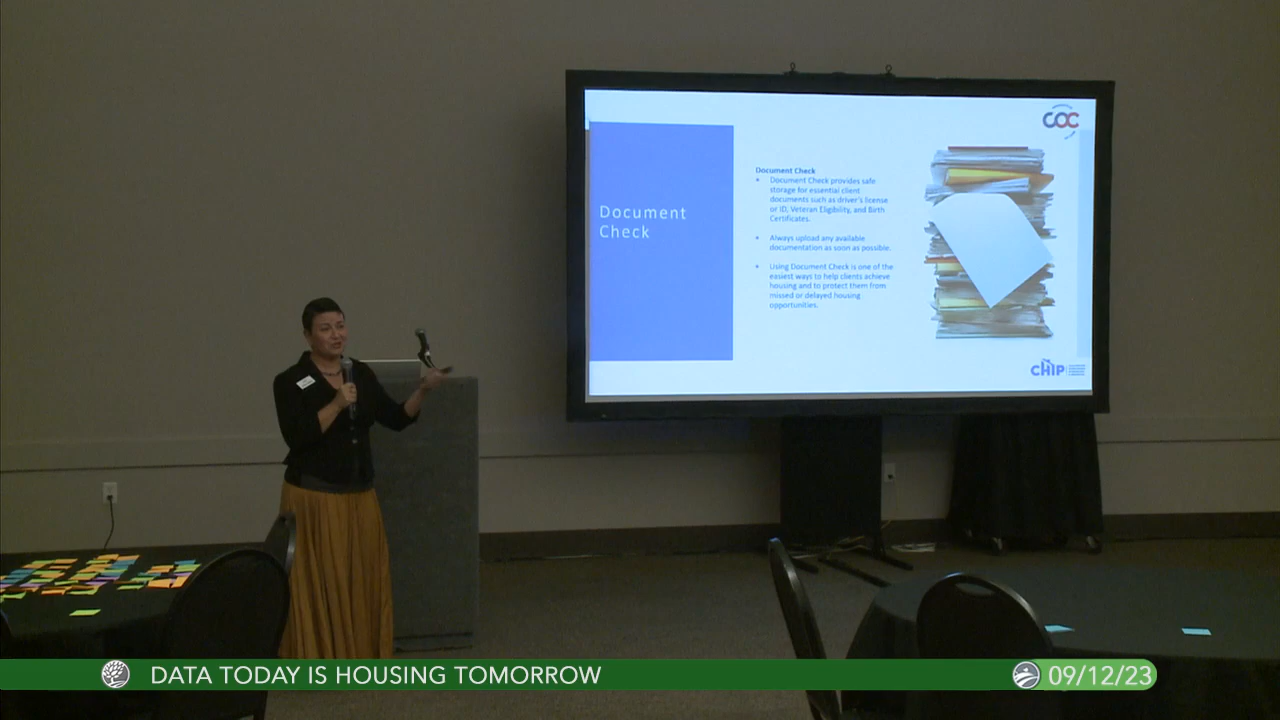 COC
Document
Check
Document Check
• Document Check provides safe
storage for essential client
documents such as driver's license
or ID, Veteran Eligibility, and Birth
Certificates.
• Always upload any available
documentation as soon as possible.
• Using Document Check is one of the
easiest ways to help clients achieve
housing and to protect them from
missed or delayed housing
opportunities.
CHIP
DATA TODAY IS HOUSING TOMORROW
09/12/23